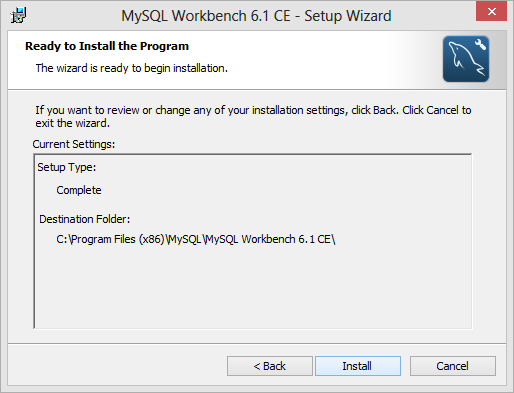 MySQL Workbench 6.1 CE - Setup Wizard
Ready to Install the Program
The wizard is ready to begin installation.
If you want to review or change any of your installation settings, click Back. Click Cancel to
exit the wizard.
Current Settings:
Setup Type:
Complete
Destination Folder:
C:\Program Files (x86)\MySQL\MySQL Workbench 6.1 CE\
< Back
Install
Cancel